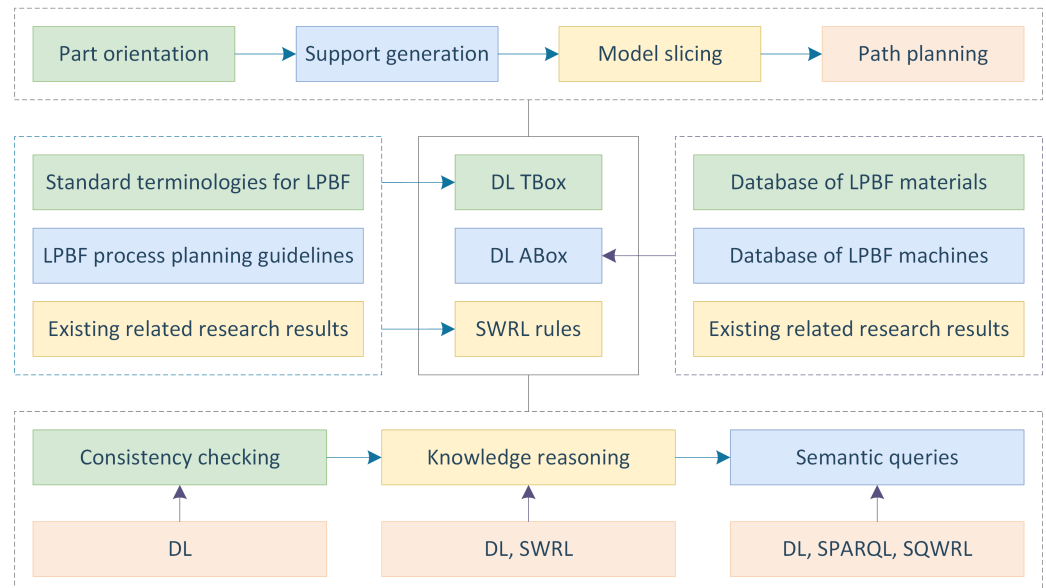 Part orientation
Support generation
Model slicing
Path planning
Standard terminologies for LPBF
LPBF process planning guidelines
Existing related research results
DL TBox
DL ABox
SWRL rules
Database of LPBF materials
Database of LPBF machines
Existing related research results
Consistency checking
Knowledge reasoning
Semantic queries
DL
DL, SWRL
DL, SPARQL, SQWRL